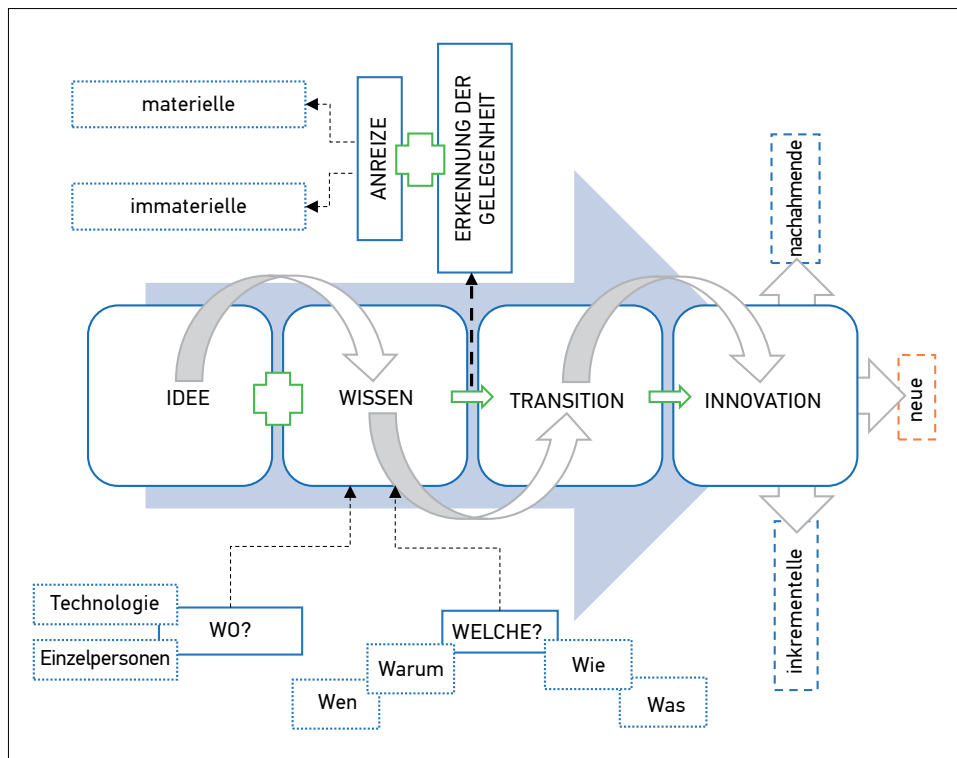 materielle
immaterielle
ANREIZE
ERKENNUNG DER
GELEGENHEIT
nachahmende
IDEE
WISSEN
TRANSITION
INNOVATION
neue
inkrementelle
Technologie
WO?
Einzelpersonen
WELCHE?
Warum
Wie
Wen
Was